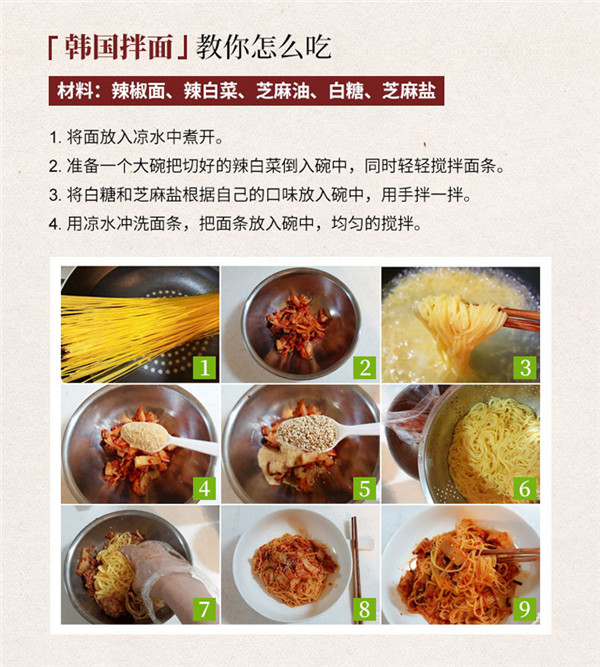 「韩国拌面」教你怎么吃
材料：辣椒面、辣白菜、芝麻油、白糖、芝麻盐
1. 将面放入凉水中煮开。
2. 准备一个大碗把切好的辣白菜倒入碗中，同时轻轻搅拌面条。
3. 将白糖和芝麻盐根据自己的口味放入碗中，用手拌一拌。
4. 用凉水冲洗面条，把面条放入碗中，均匀的搅拌。
1
2
3
4
5
6
7
8
9